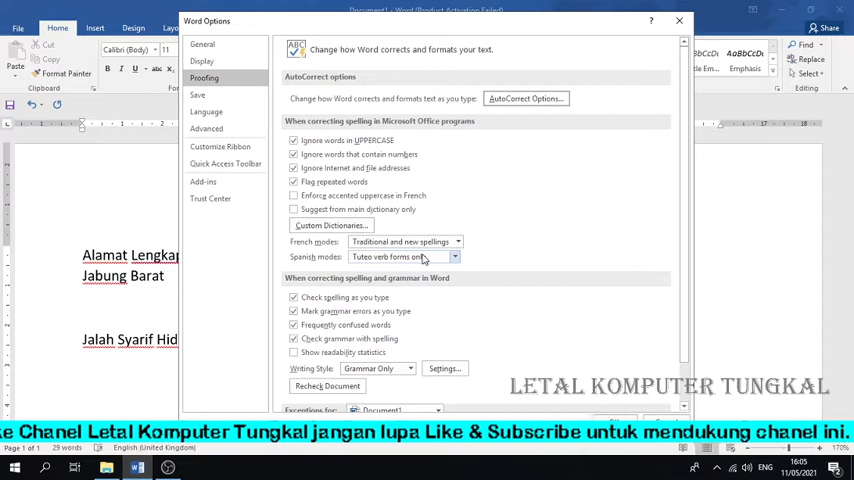 Document1 - Word (Product Activation Failed)
Word Options
File
Home
Insert
Design
Share
Cut
Copy
Paste
Format Painter
Clipboard
Calibri (Body)
11
B I U
Emphasis
Find
Replace
Select
Editing
General
Display
Proofing
Save
Language
Advanced
Customize Ribbon
Quick Access Toolbar
Add-ins
Trust Center
Change how Word corrects and formats your text.
AutoCorrect options
Change how Word corrects and formats text as you type:
AutoCorrect Options...
When correcting spelling in Microsoft Office programs
Ignore words in UPPERCASE
Ignore words that contain numbers
Ignore Internet and file addresses
Flag repeated words
Enforce accented uppercase in French
Suggest from main dictionary only
Custom Dictionaries...
French modes: Traditional and new spellings
Spanish modes: Tuteo verb forms only
When correcting spelling and grammar in Word
Check spelling as you type
Mark grammar errors as you type
Frequently confused words
Check grammar with spelling
Show readability statistics
Writing Style: Grammar Only
Settings...
Recheck Document
Exceptions for: Document1
Alamat Lengkap
Jabung Barat
Jalah Syarif Hid
LETAL KOMPUTER TUNGKAL
ke Chanel Letal Komputer Tungkal jangan lupa Like & Subscribe untuk mendukung chanel ini.
Page 1 of 1
29 words
English (United Kingdom)
170%
ENG
16:05
11/05/2021